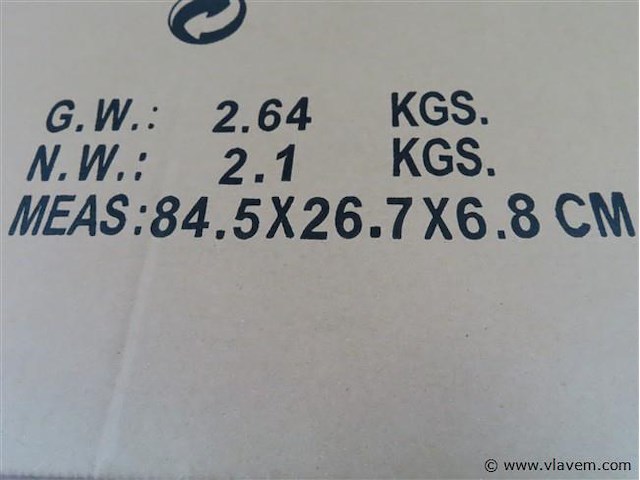 G.W.: 2.64 KGS.
N.W.: 2.1 KGS.
MEAS:84.5X26.7X6.8 CM
© www.vlavem.com